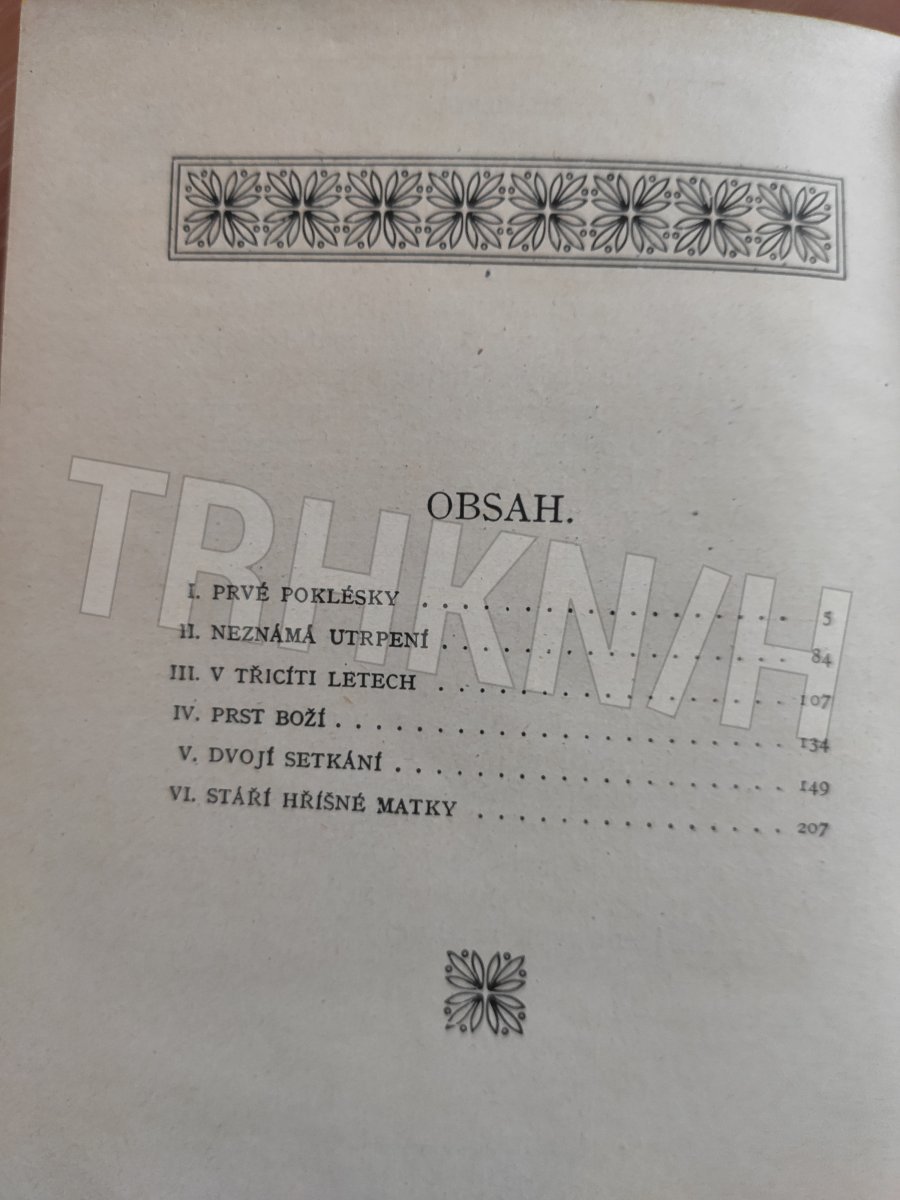 OBSAH.
I. PRVÉ POKLÉSKY . . . . . . . . . . . . . . . . . . 5
II. NEZNÁMÁ UTRPENÍ . . . . . . . . . . . . . . . . . 84
III. V TŘICÍTI LETECH . . . . . . . . . . . . . . . . . 107
IV. PRST BOŽÍ . . . . . . . . . . . . . . . . . . . . . . 134
V. DVOJÍ SETKÁNÍ . . . . . . . . . . . . . . . . . . . 149
VI. STÁŘÍ HŘÍŠNÉ MATKY . . . . . . . . . . . . . . . 207
TRHKN/H